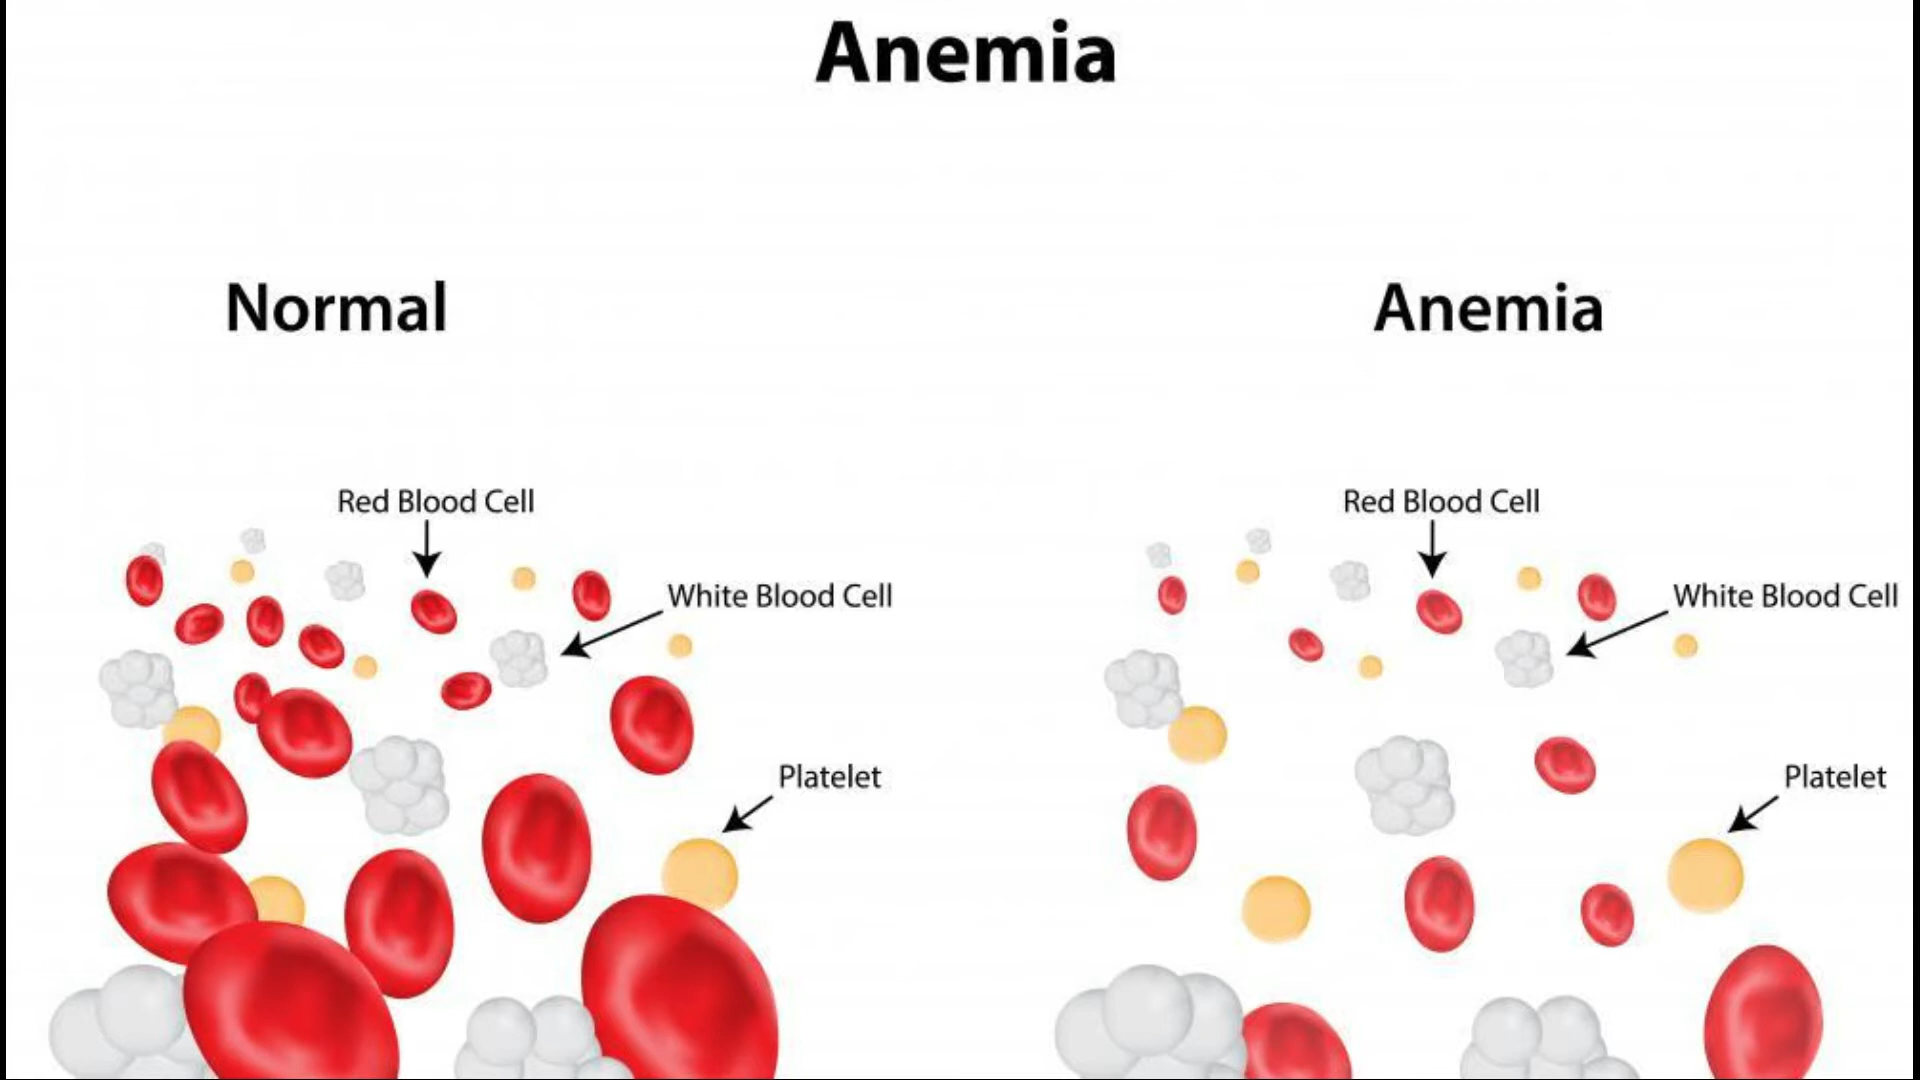 Anemia
Normal
Anemia
Red Blood Cell
White Blood Cell
Platelet
Red Blood Cell
White Blood Cell
Platelet